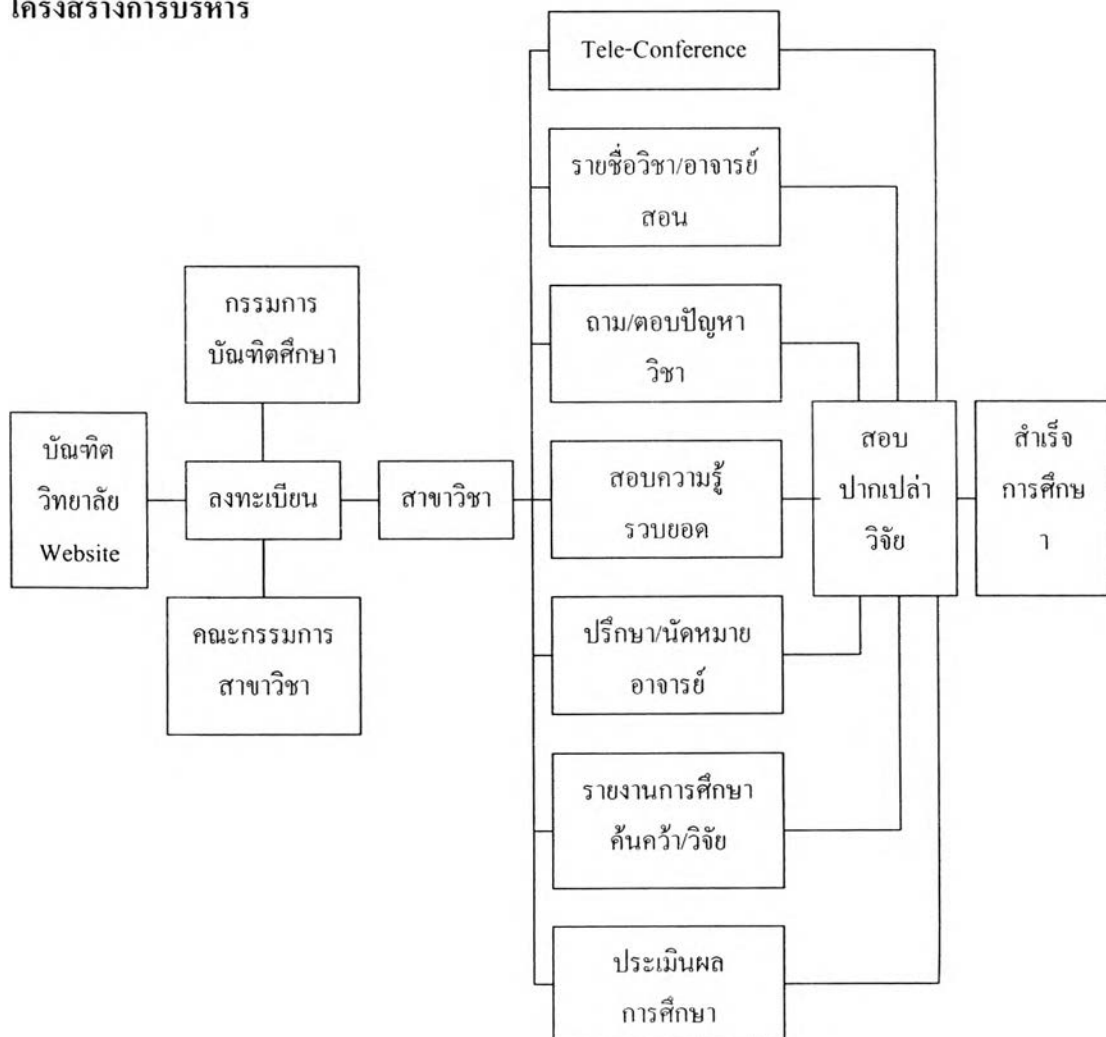 โครงสร้างการบริหาร
Tele-Conference
รายชื่อวิชา/อาจารย์
สอน
กรรมการ
บัณฑิตศึกษา
ถาม/ตอบปัญหา
วิชา
บัณฑิต
วิทยาลัย
Website
ลงทะเบียน
สาขาวิชา
สอบความรู้
รวบยอด
สอบ
ปากเปล่า
วิจัย
สำเร็จ
การศึกษ
า
คณะกรรมการ
สาขาวิชา
ปรึกษา/นัดหมาย
อาจารย์
รายงานการศึกษา
ค้นคว้า/วิจัย
ประเมินผล
การศึกษา